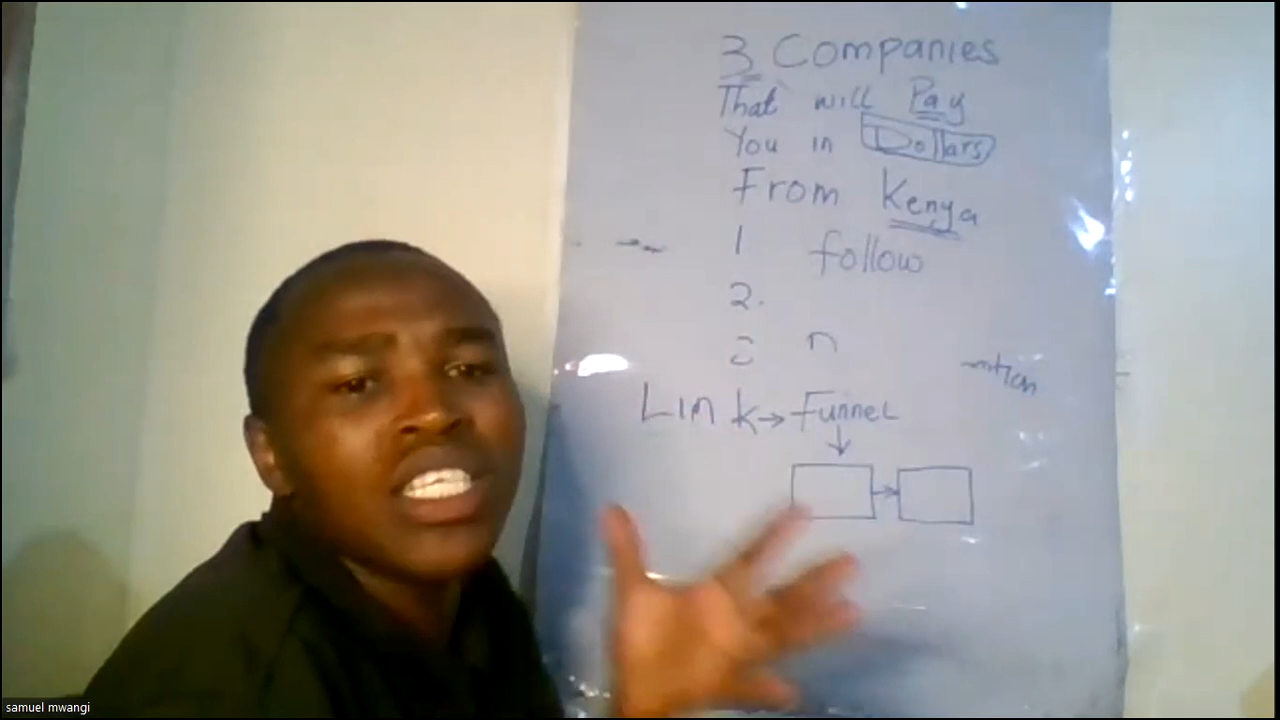 3 Companies
That will Pay
You in Dollars
From Kenya
1 follow
2.
n
Link → Funnel
samuel mwangi